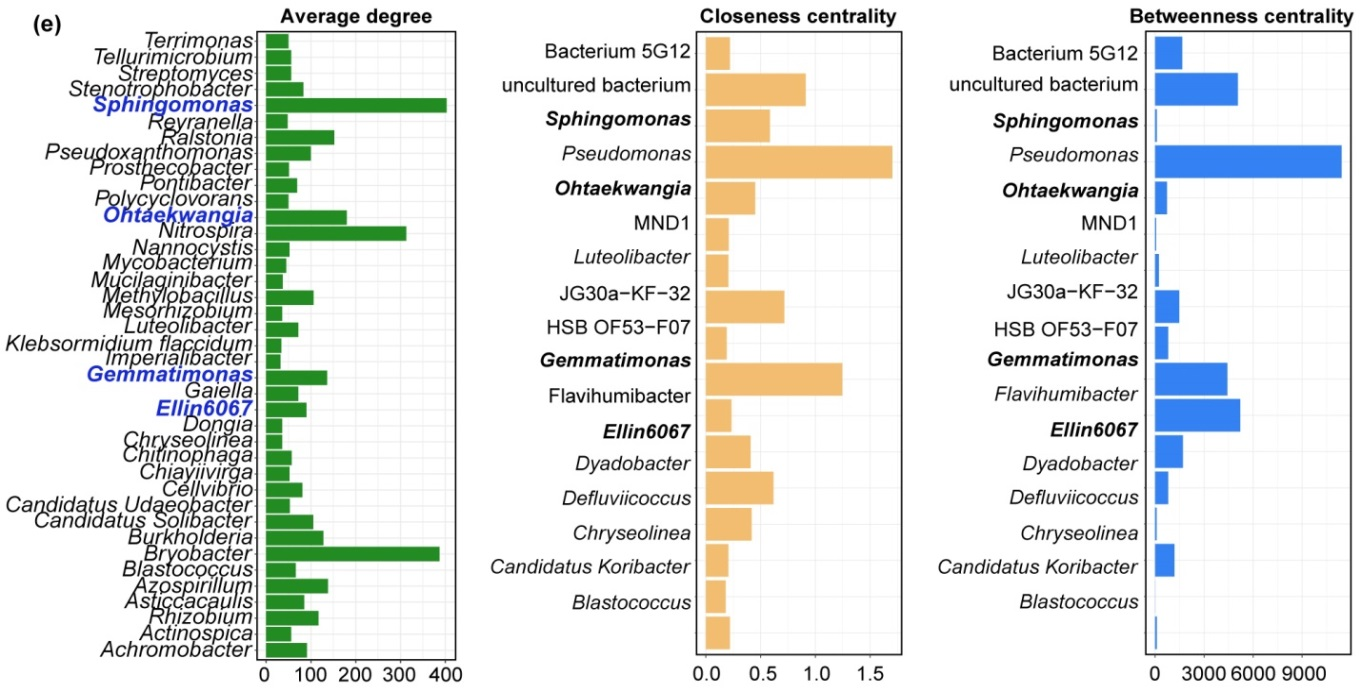 (e)
Average degree
Terrimonas
Tellurimicrobium
Streptomyces
Stenotrophobacter
Sphingomonas
Reyranella
Ralstonia
Pseudoxanthomonas
Prosthecobacter
Pontibacter
Polycyclovorans
Ohtaekwangia
Nitrospira
Nannocystis
Mycobacterium
Mucilaginibacter
Methylobacillus
Mesorhizobium
Luteolibacter
Klebsormidium flaccidum
Imperialibacter
Gemmatimonas
Gaiella
Ellin6067
Dongia
Chryseolinea
Chitinophaga
Chiayiivirga
Cellvibrio
Candidatus Udaeobacter
Candidatus Solibacter
Burkholderia
Bryobacter
Blastococcus
Azospirillum
Asticcacaulis
Rhizobium
Actinospica
Achromobacter
0 100 200 300 400
Closeness centrality
Bacterium 5G12
uncultured bacterium
Sphingomonas
Pseudomonas
Ohtaekwangia
MND1
Luteolibacter
JG30a−KF−32
HSB OF53−F07
Gemmatimonas
Flavihumibacter
Ellin6067
Dyadobacter
Defluviicoccus
Chryseolinea
Candidatus Koribacter
Blastococcus
0.0 0.5 1.0 1.5
Betweenness centrality
Bacterium 5G12
uncultured bacterium
Sphingomonas
Pseudomonas
Ohtaekwangia
MND1
Luteolibacter
JG30a−KF−32
HSB OF53−F07
Gemmatimonas
Flavihumibacter
Ellin6067
Dyadobacter
Defluviicoccus
Chryseolinea
Candidatus Koribacter
Blastococcus
0 3000 6000 9000